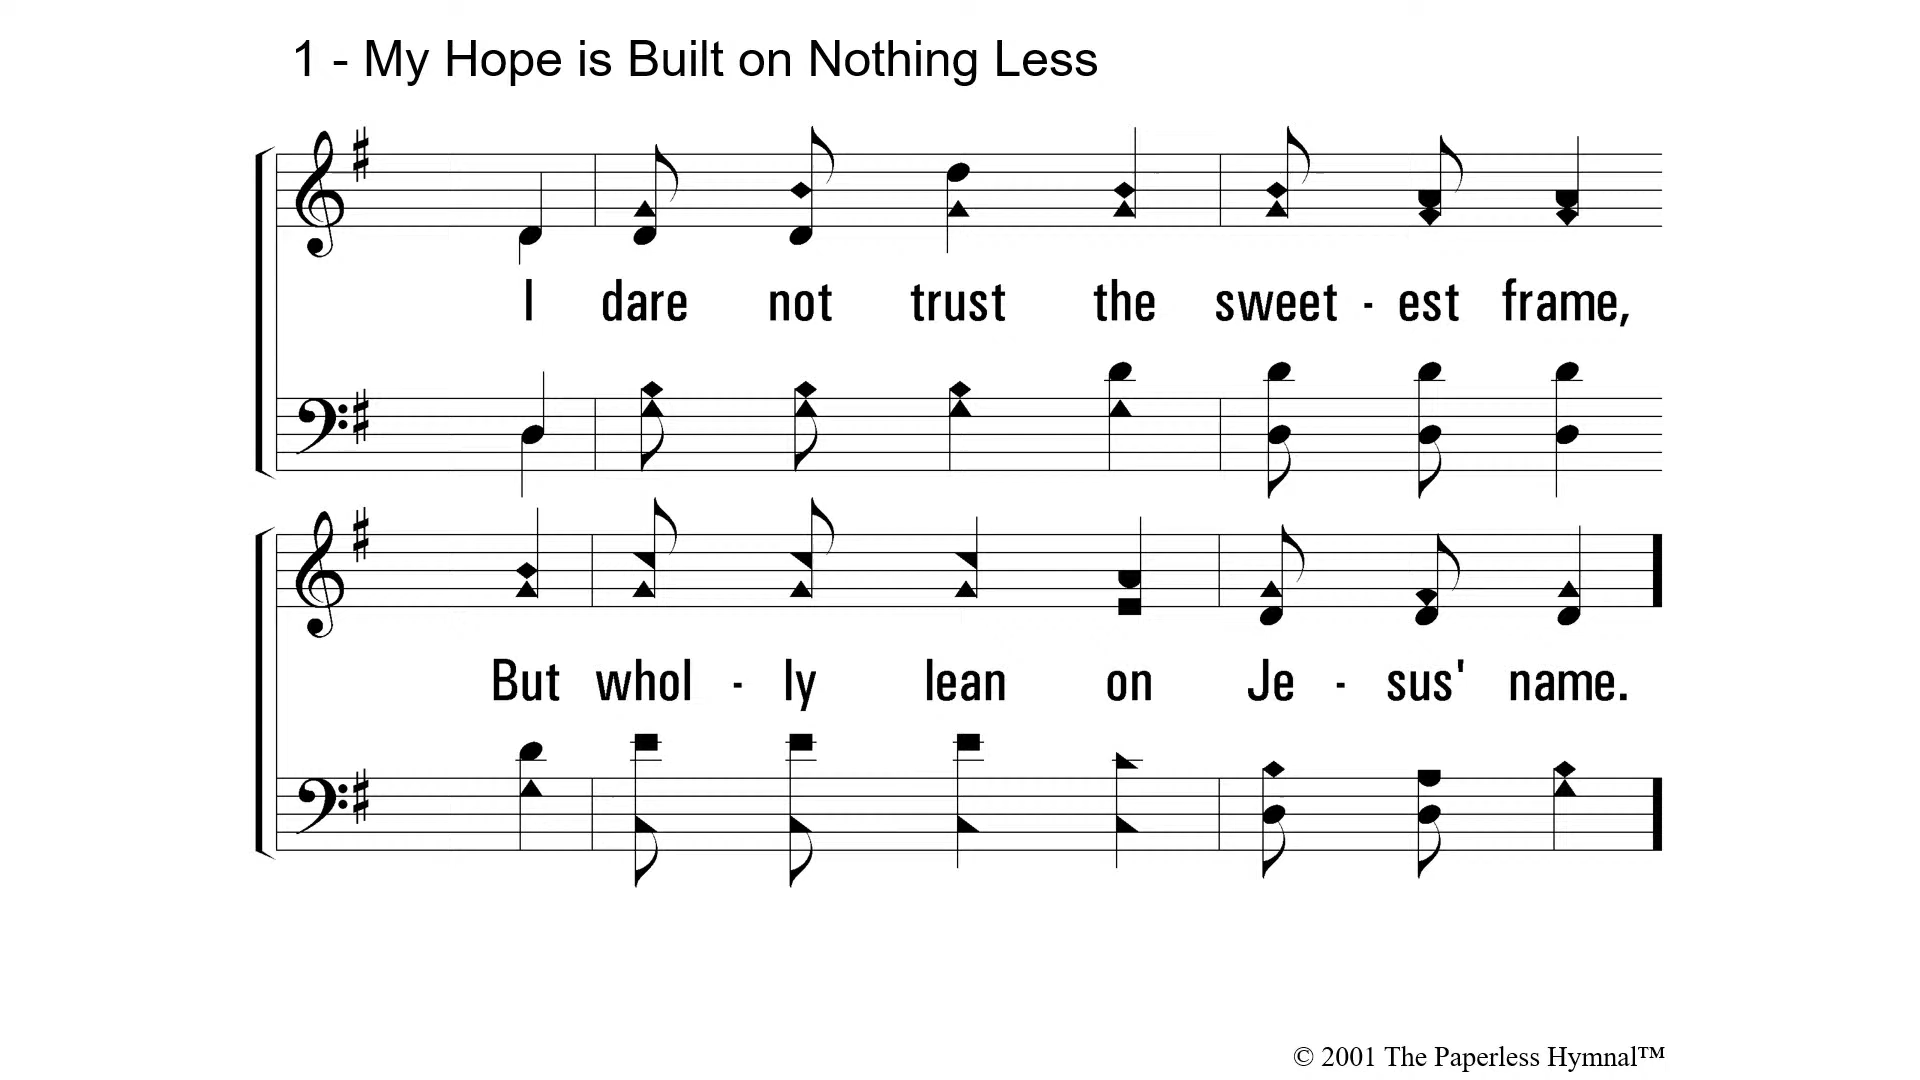 1 - My Hope is Built on Nothing Less
I dare not trust the sweet - est frame,
But whol - ly lean on Je - sus' name.
© 2001 The Paperless Hymnal™